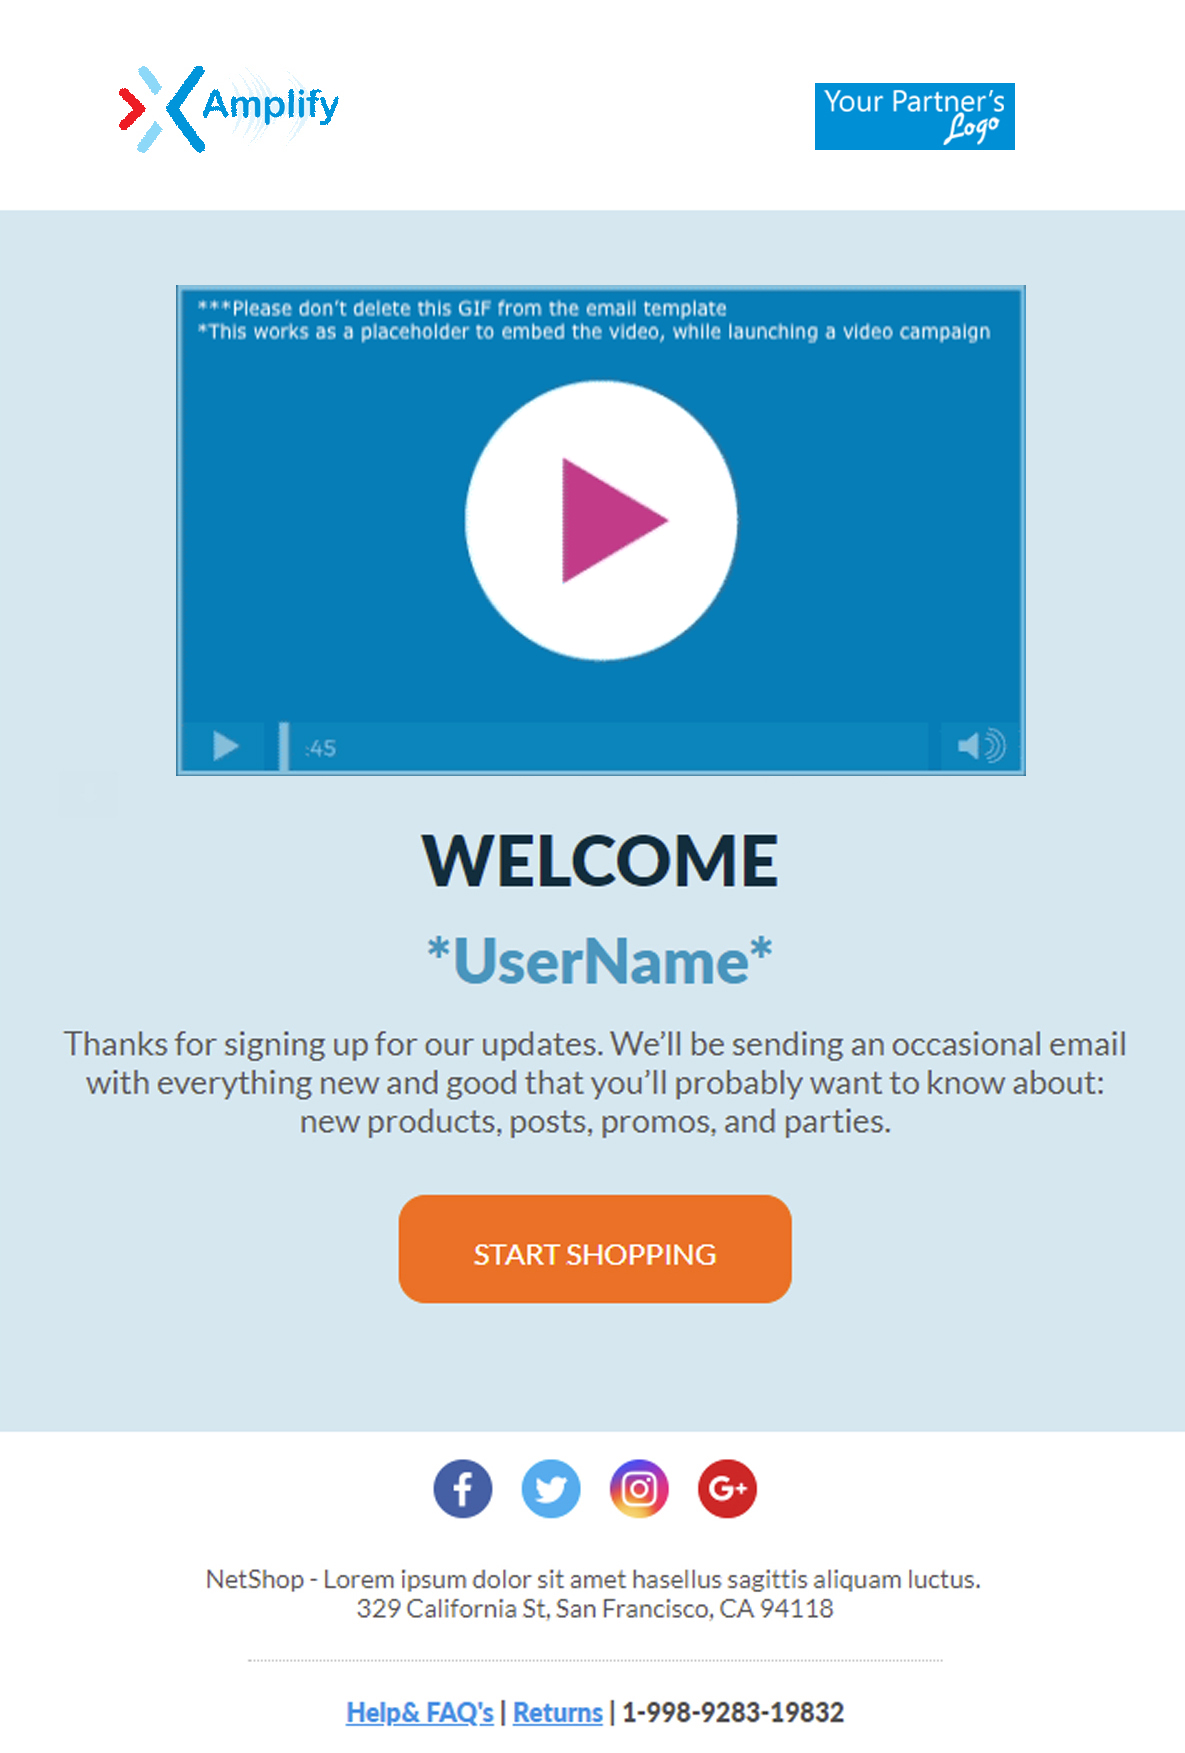 Amplify
Your Partner's
Logo
***Please don't delete this GIF from the email template
*This works as a placeholder to embed the video, while launching a video campaign
:45
WELCOME
*UserName*
Thanks for signing up for our updates. We’ll be sending an occasional email
with everything new and good that you’ll probably want to know about:
new products, posts, promos, and parties.
START SHOPPING
NetShop - Lorem ipsum dolor sit amet hasellus sagittis aliquam luctus.
329 California St, San Francisco, CA 94118
Help& FAQ's | Returns | 1-998-9283-19832